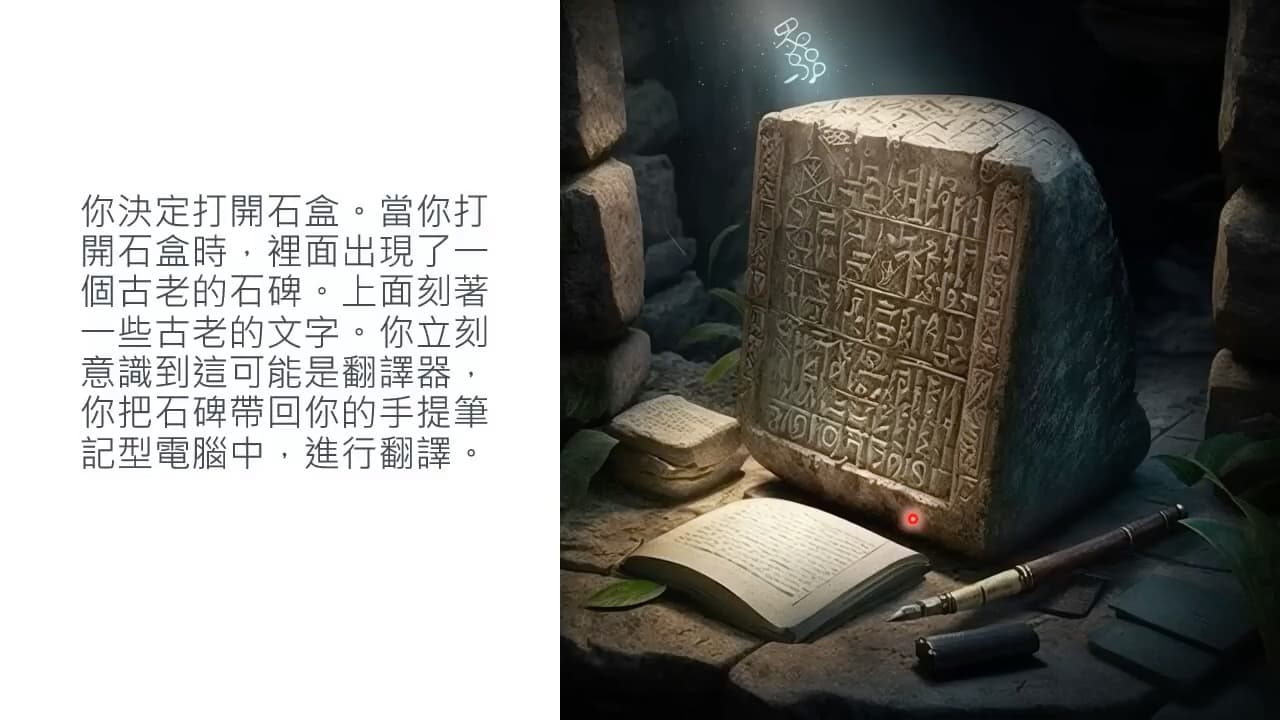 你決定打開石盒。當你打
開石盒時，裡面出現了一
個古老的石碑。上面刻著
一些古老的文字。你立刻
意識到這可能是翻譯器，
你把石碑帶回你的手提筆
記型電腦中，進行翻譯。